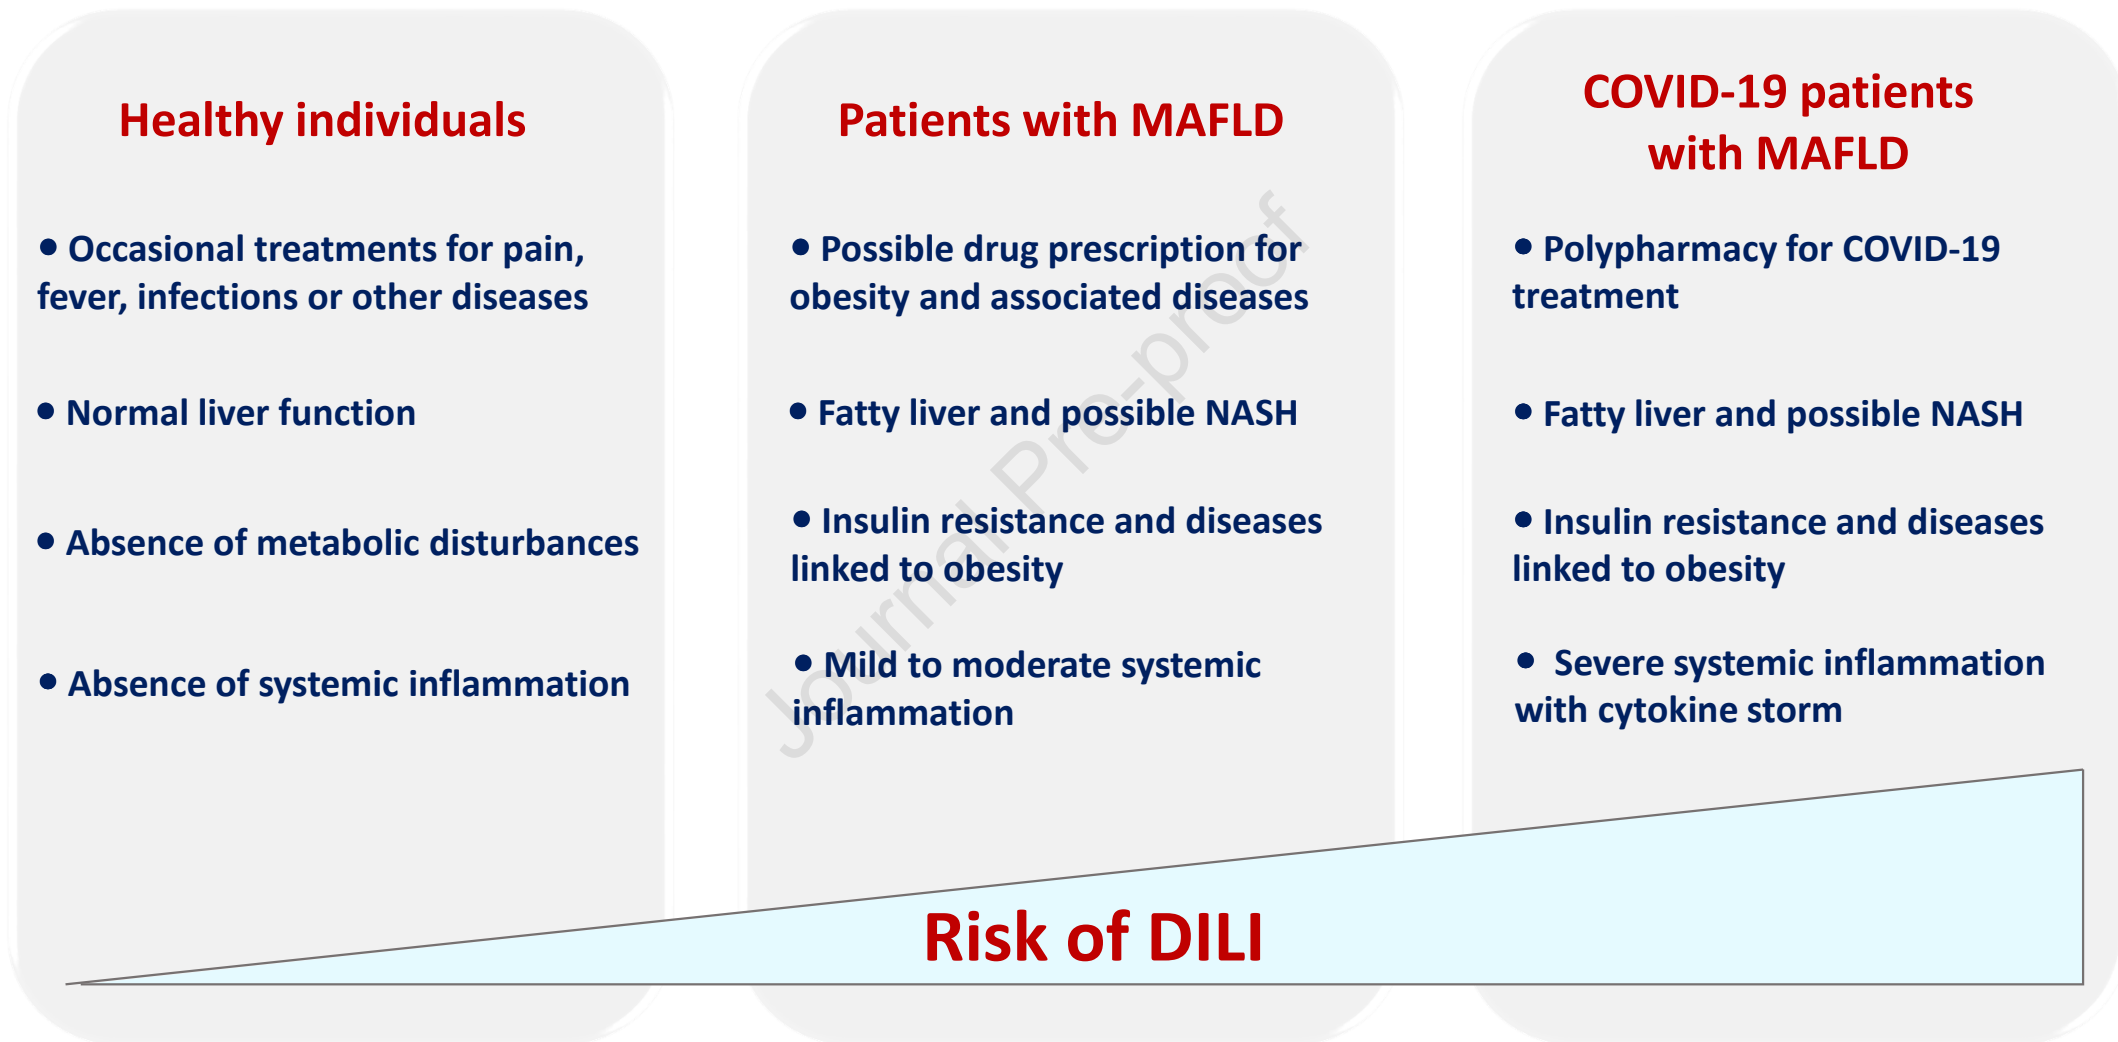 Healthy individuals
• Occasional treatments for pain,
fever, infections or other diseases
• Normal liver function
• Absence of metabolic disturbances
• Absence of systemic inflammation
Patients with MAFLD
• Possible drug prescription for
obesity and associated diseases
• Fatty liver and possible NASH
• Insulin resistance and diseases
linked to obesity
• Mild to moderate systemic
inflammation
COVID-19 patients
with MAFLD
• Polypharmacy for COVID-19
treatment
• Fatty liver and possible NASH
• Insulin resistance and diseases
linked to obesity
• Severe systemic inflammation
with cytokine storm
Risk of DILI
Journal Pre-proof